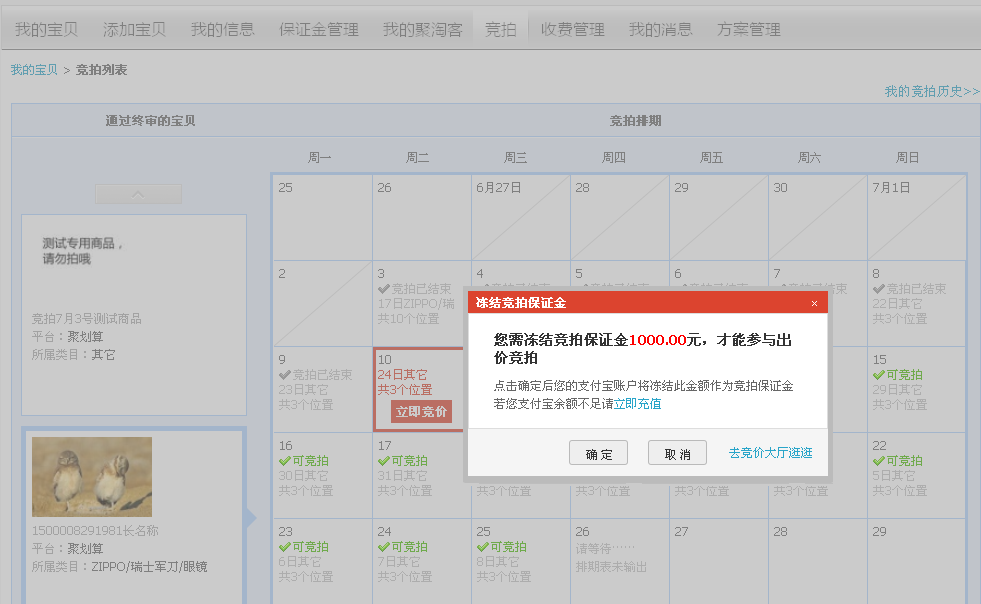 我的宝贝 添加宝贝 我的信息 保证金管理 我的聚淘客 竞拍 收费管理 我的消息 方案管理
我的宝贝 > 竞拍列表
我的竞拍历史>>
通过终审的宝贝 竞拍排期
周一 周二 周三 周四 周五 周六 周日
25 26 6月27日 28 29 30 7月1日
测试专用商品，
请勿拍哦
竞拍7月3号测试商品
平台：聚划算
所属类目：其它
2 3 4 5 6 7 8
竞拍已结束 竞拍已结束
17日ZIPPO/瑞 22日其它
共10个位置 共3个位置
冻结竞拍保证金 ×
您需冻结竞拍保证金1000.00元，才能参与出
价竞拍
点击确定后您的支付宝账户将冻结此金额作为竞拍保证金
若您支付宝余额不足请立即充值
确 定 取 消 去竞价大厅逛逛
9 10 15
竞拍已结束 24日其它 可竞拍
23日其它 共3个位置 29日其它
共3个位置 立即竞价 共3个位置
16 17 22
可竞拍 可竞拍 可竞拍
30日其它 31日其它 5日其它
共3个位置 共3个位置 共3个位置 共3个位置 共3个位置 共3个位置 共3个位置
1500008291981长名称
平台：聚划算
所属类目：ZIPPO/瑞士军刀/眼镜
23 24 25 26 27 28 29
可竞拍 可竞拍 可竞拍 请等待……
6日其它 7日其它 8日其它 排期表未输出
共3个位置 共3个位置 共3个位置